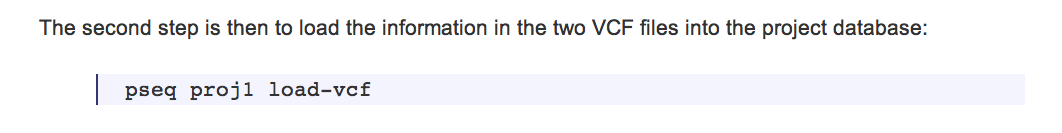 The second step is then to load the information in the two VCF files into the project database:
pseq proj1 load-vcf